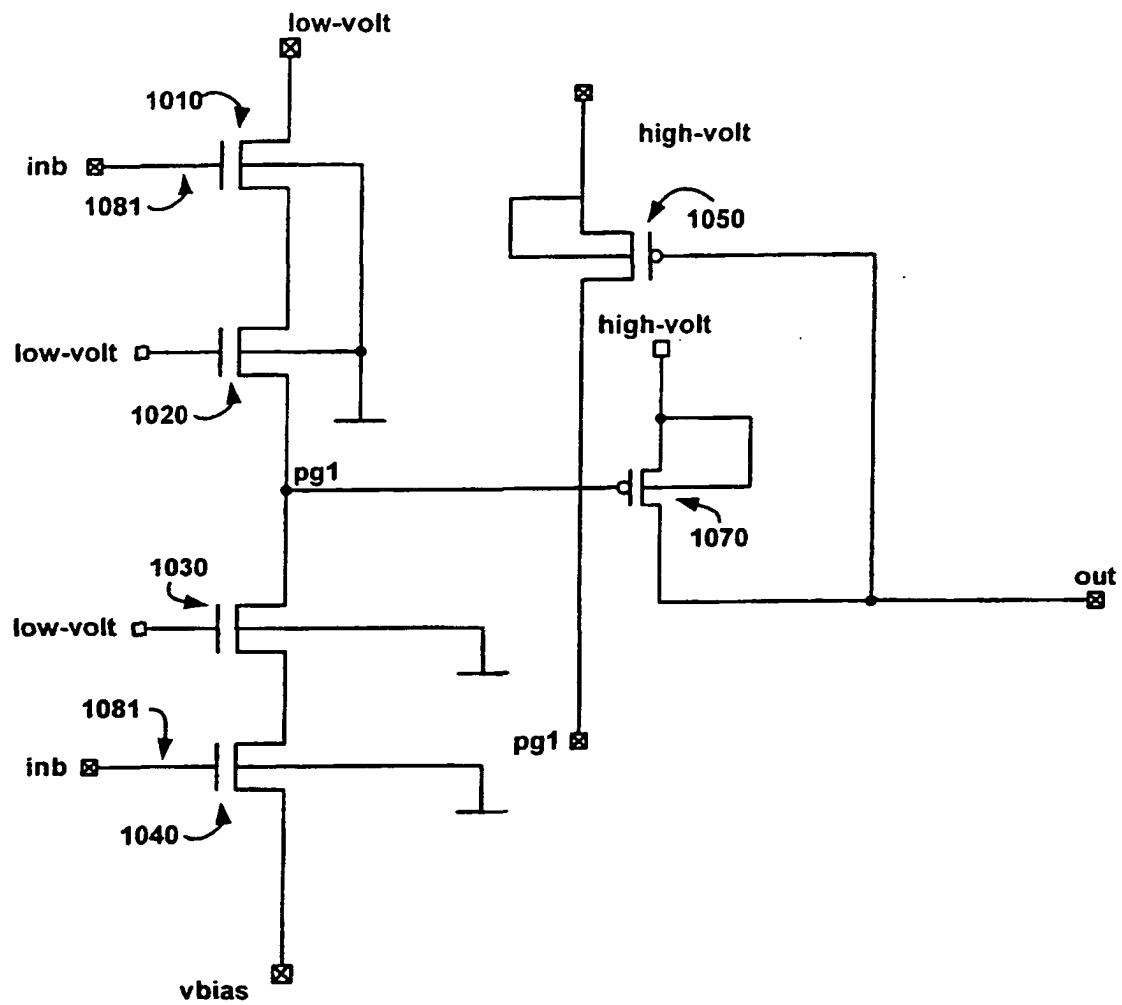 low-volt
1010
high-volt
inb
1081
1050
high-volt
low-volt
1020
pg1
1070
1030
out
low-volt
1081
pg1
inb
1040
vbias